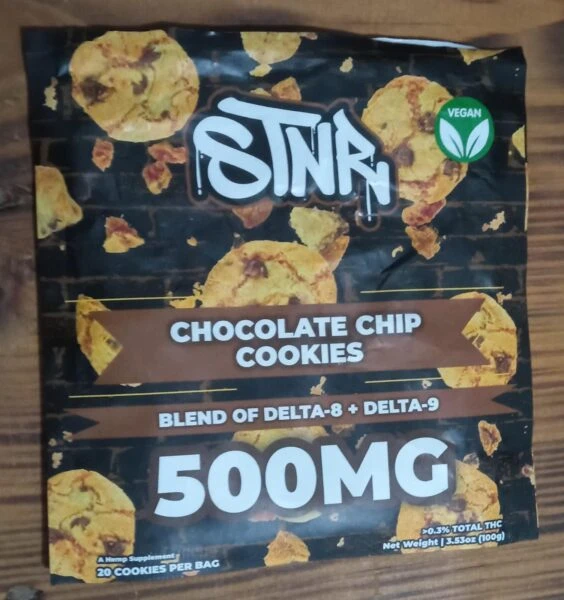 STNR
VEGAN
CHOCOLATE CHIP
COOKIES
BLEND OF DELTA-8 + DELTA-9
500MG
>0.3% TOTAL THC
Net Weight | 3.53oz (100g)
A Hemp Supplement
20 COOKIES PER BAG